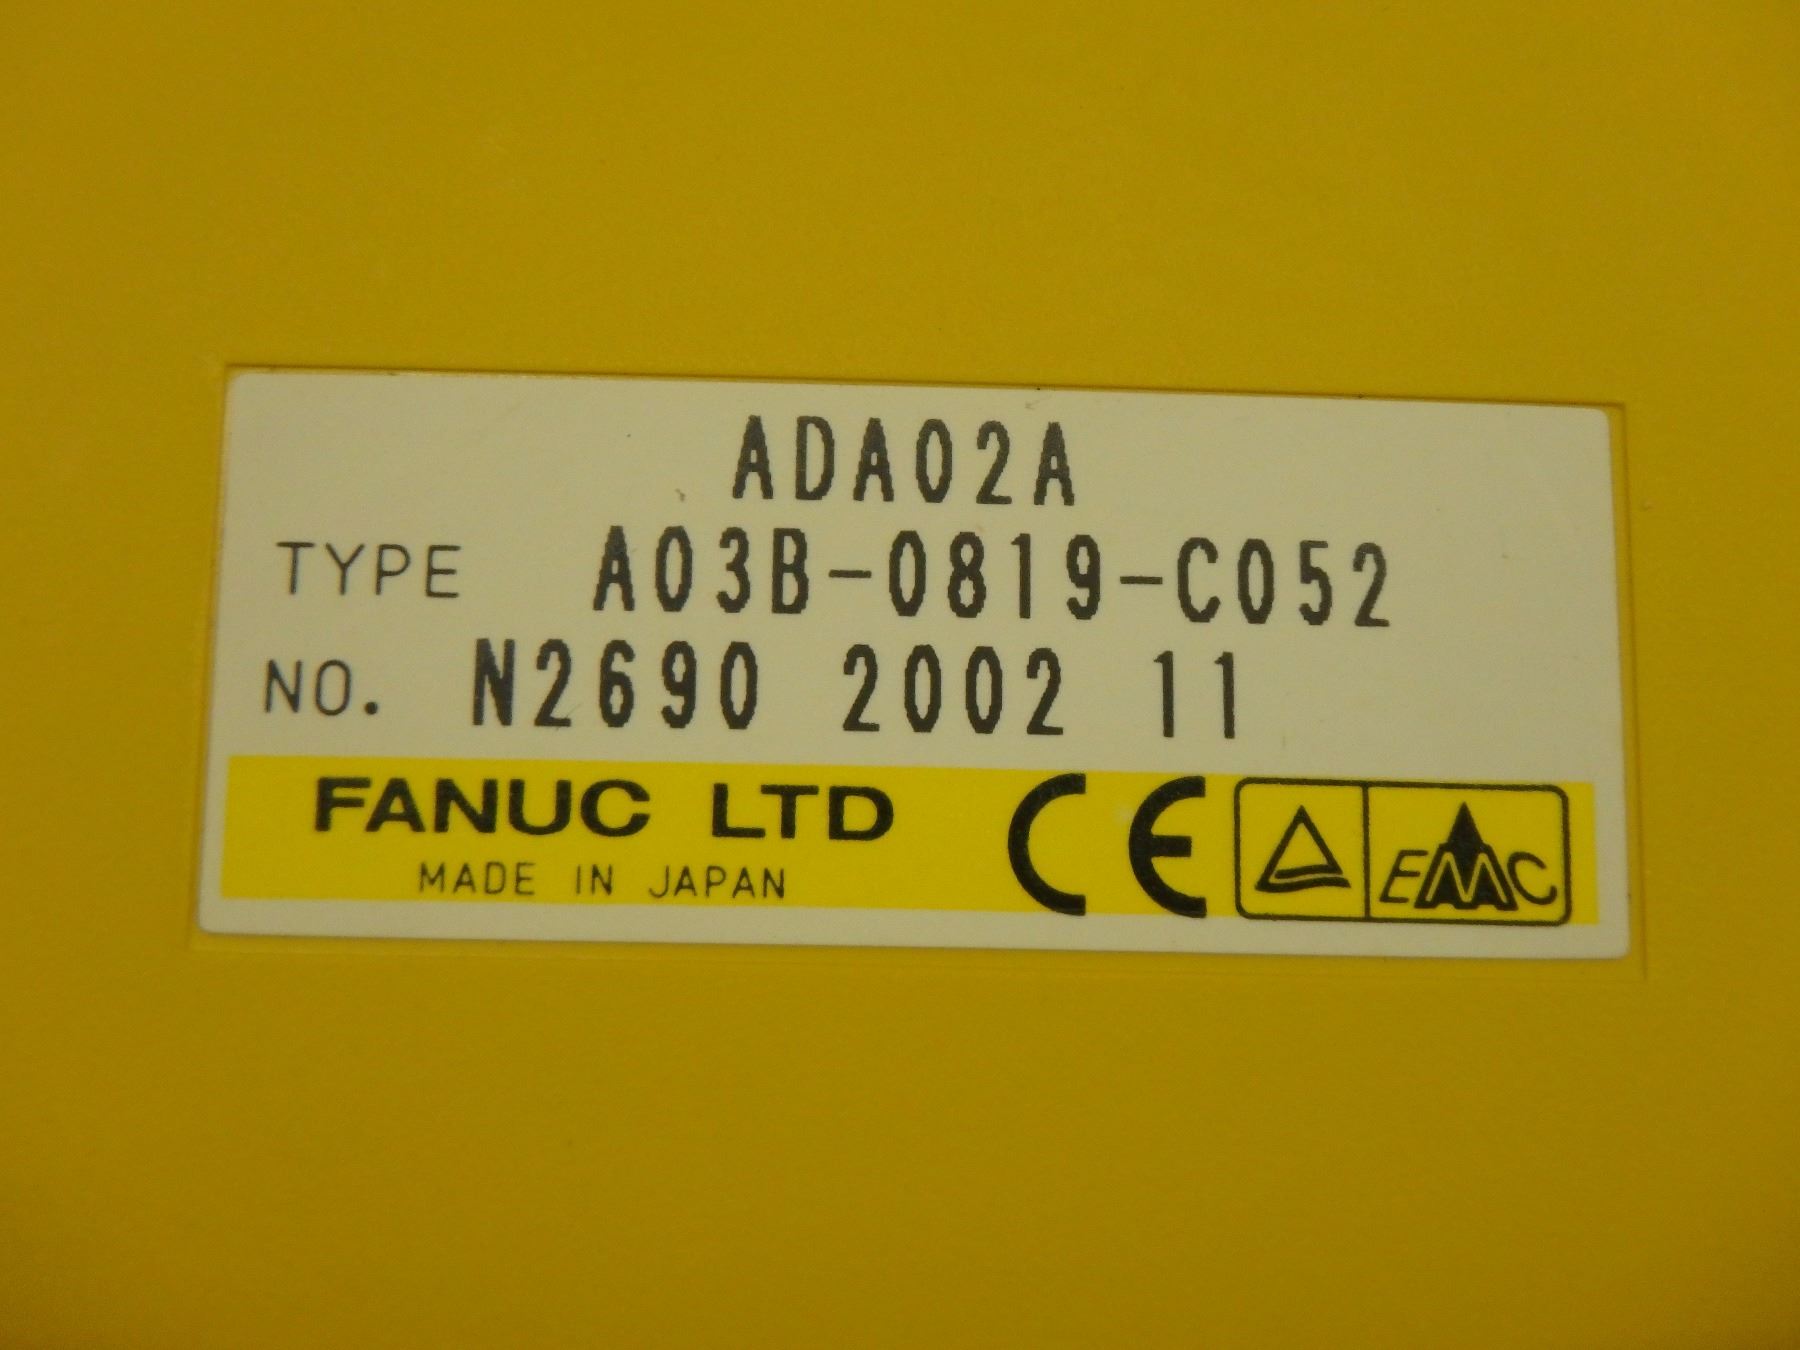 ADA02A
TYPE A03B-0819-C052
NO. N2690 2002 11
FANUC LTD CE
MADE IN JAPAN EMC